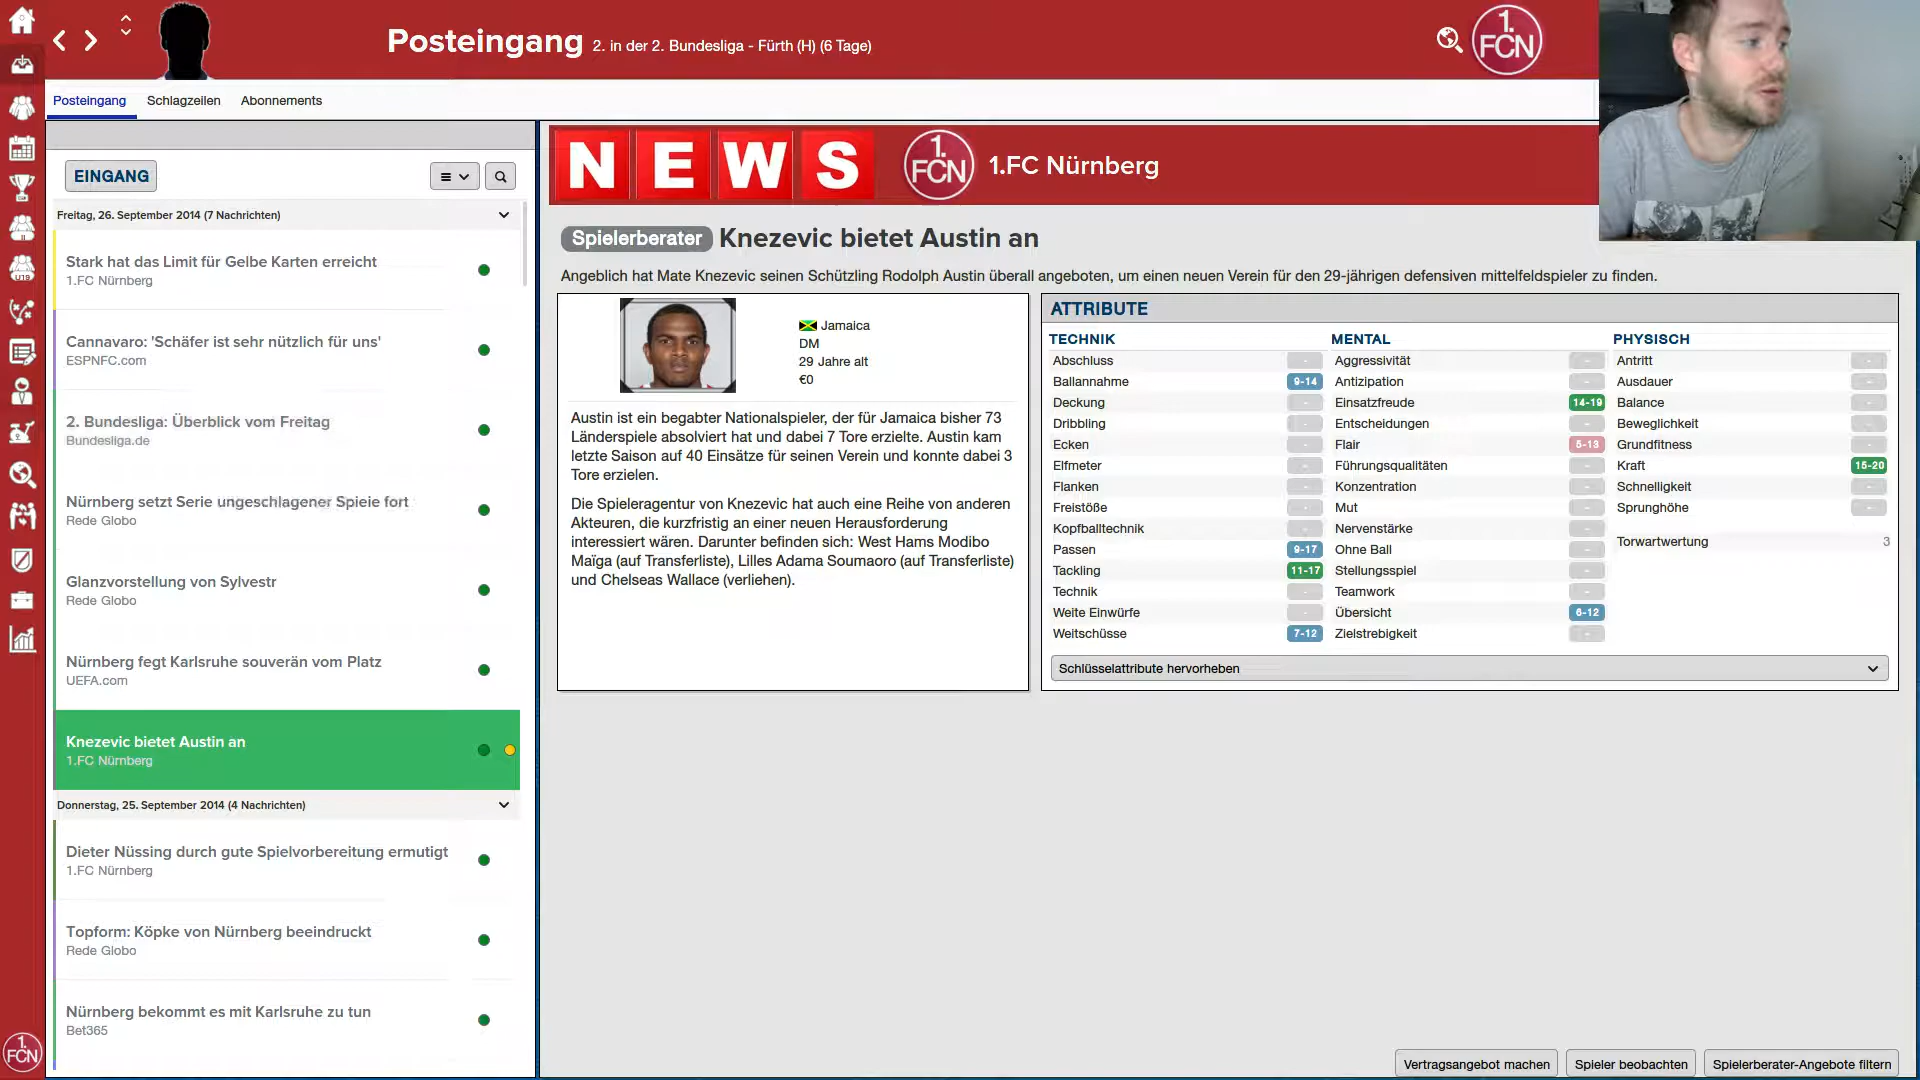 Posteingang 2. in der 2. Bundesliga - Fürth (H) (6 Tage)
1. FCN
Posteingang Schlagzeilen Abonnements
EINGANG
Freitag, 26. September 2014 (7 Nachrichten)
Stark hat das Limit für Gelbe Karten erreicht
1.FC Nürnberg
Cannavaro: 'Schäfer ist sehr nützlich für uns'
ESPNFC.com
2. Bundesliga: Überblick vom Freitag
Bundesliga.de
Nürnberg setzt Serie ungeschlagener Spiele fort
Rede Globo
Glanzvorstellung von Sylvestr
Rede Globo
Nürnberg fegt Karlsruhe souverän vom Platz
UEFA.com
Knezevic bietet Austin an
1.FC Nürnberg
Donnerstag, 25. September 2014 (4 Nachrichten)
Dieter Nüssing durch gute Spielvorbereitung ermutigt
1.FC Nürnberg
Topform: Köpke von Nürnberg beeindruckt
Rede Globo
Nürnberg bekommt es mit Karlsruhe zu tun
Bet365
1. FCN
NEWS 1. FCN 1.FC Nürnberg
Spielerberater Knezevic bietet Austin an
Angeblich hat Mate Knezevic seinen Schützling Rodolph Austin überall angeboten, um einen neuen Verein für den 29-jährigen defensiven mittelfeldspieler zu finden.
Jamaica
DM
29 Jahre alt
€0
Austin ist ein begabter Nationalspieler, der für Jamaica bisher 73
Länderspiele absolviert hat und dabei 7 Tore erzielte. Austin kam
letzte Saison auf 40 Einsätze für seinen Verein und konnte dabei 3
Tore erzielen.
Die Spieleragentur von Knezevic hat auch eine Reihe von anderen
Akteuren, die kurzfristig an einer neuen Herausforderung
interessiert wären. Darunter befinden sich: West Hams Modibo
Maïga (auf Transferliste), Lilles Adama Soumaoro (auf Transferliste)
und Chelseas Wallace (verliehen).
ATTRIBUTE
TECHNIK MENTAL PHYSISCH
Abschluss - Aggressivität - Antritt -
Ballannahme 9-14 Antizipation - Ausdauer -
Deckung - Einsatzfreude 14-19 Balance -
Dribbling - Entscheidungen - Beweglichkeit -
Ecken - Flair 5-13 Grundfitness -
Elfmeter - Führungsqualitäten - Kraft 15-20
Flanken - Konzentration - Schnelligkeit -
Freistöße - Mut - Sprunghöhe -
Kopfballtechnik - Nervenstärke - Torwartwertung 3
Passen 9-17 Ohne Ball -
Tackling 11-17 Stellungsspiel -
Technik - Teamwork -
Weite Einwürfe - Übersicht 6-12
Weitschüsse 7-12 Zielstrebigkeit -
Schlüsselattribute hervorheben
Vertragsangebot machen Spieler beobachten Spielerberater-Angebote filtern